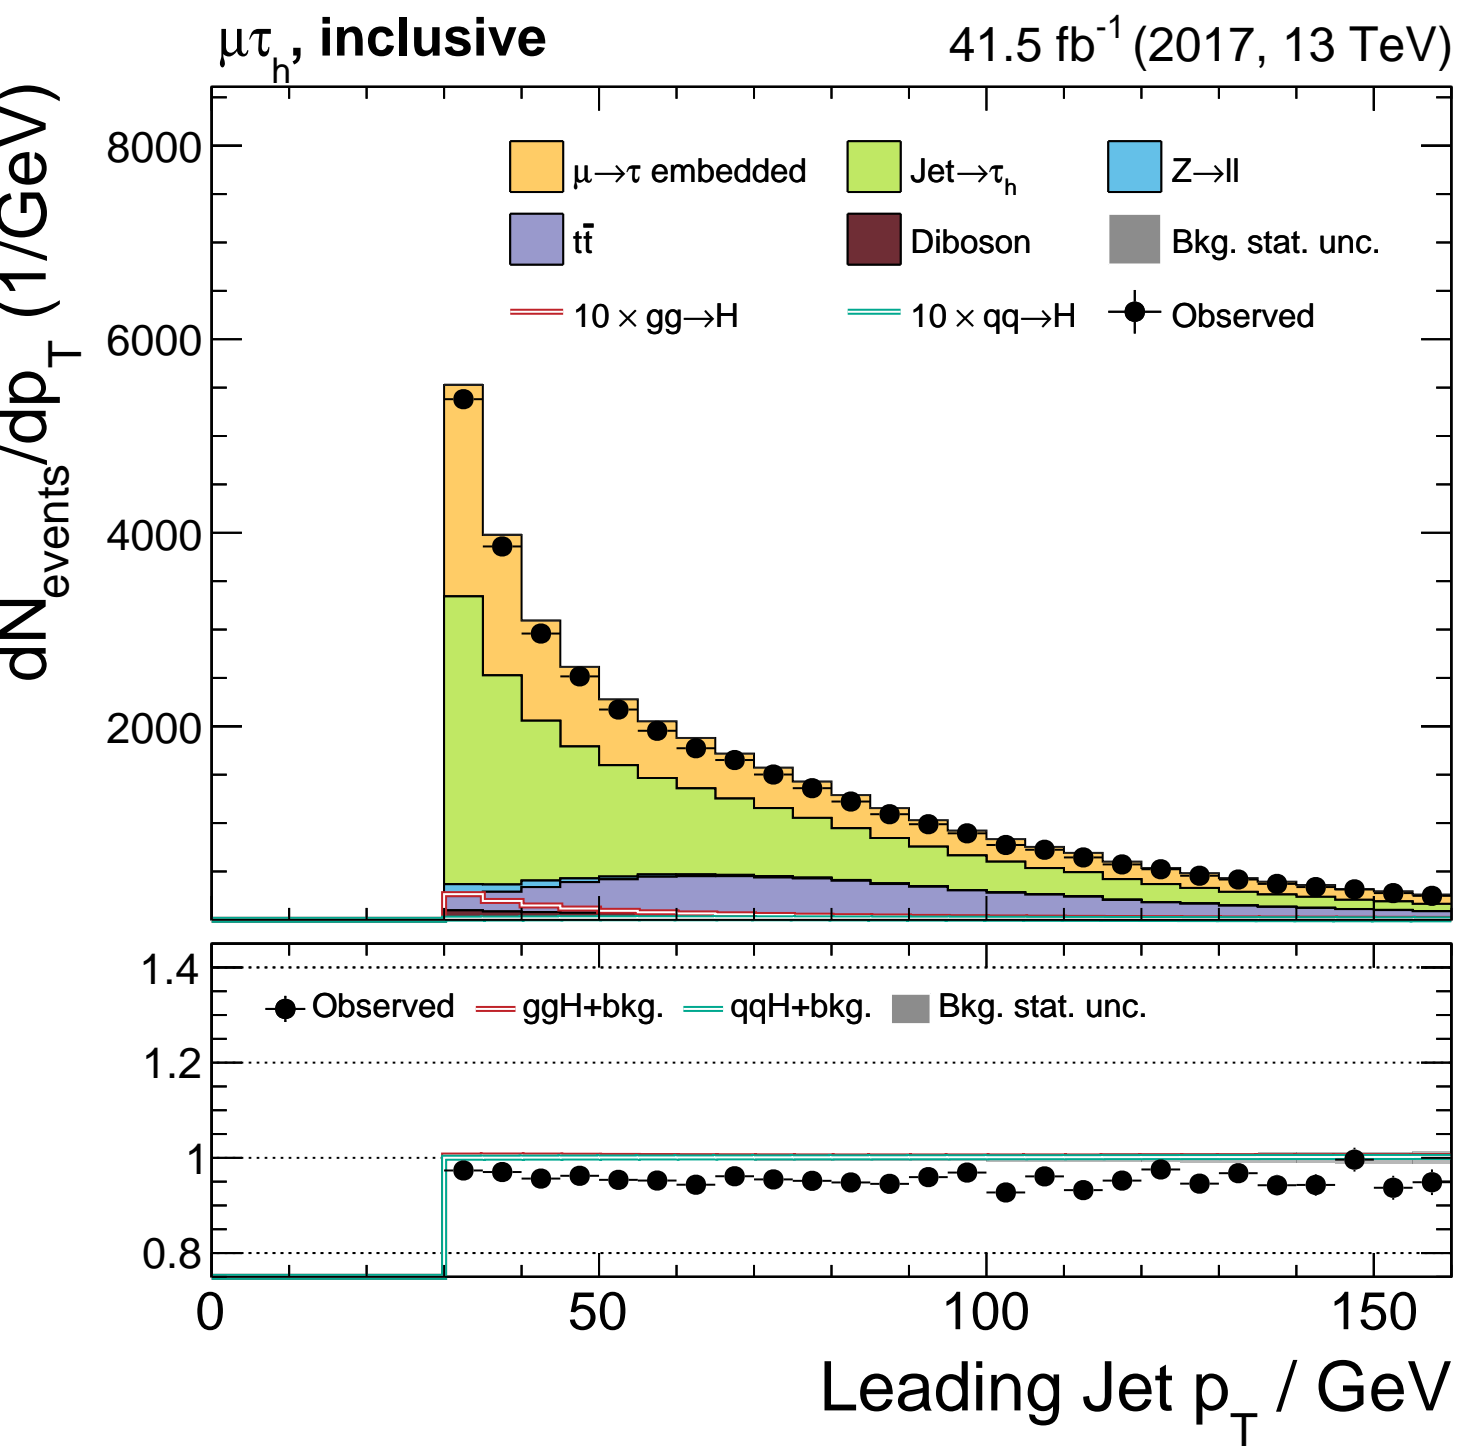 μτh, inclusive
41.5 fb-1 (2017, 13 TeV)
dNevents/dpT (1/GeV)
8000
6000
4000
2000
μ→τ embedded
Jet→τh
Z→ll
tt̄
Diboson
Bkg. stat. unc.
10 × gg→H
10 × qq→H
Observed
1.4
1.2
1
0.8
Observed
ggH+bkg.
qqH+bkg.
Bkg. stat. unc.
0
50
100
150
Leading Jet pT / GeV